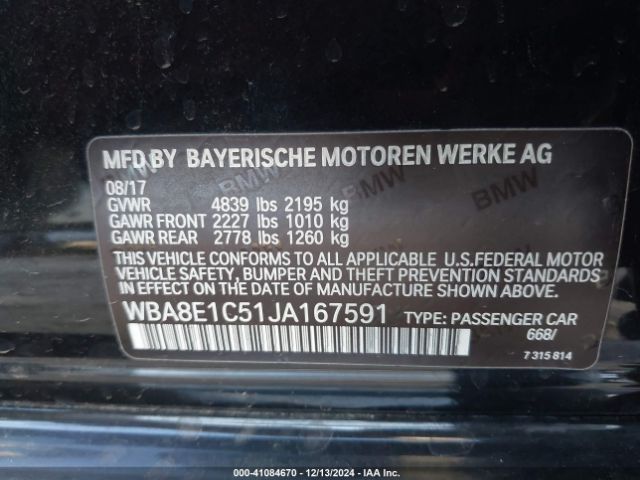 MFD BY BAYERISCHE MOTOREN WERKE AG
08/17
GVWR 4839 lbs 2195 kg
GAWR FRONT 2227 lbs 1010 kg
GAWR REAR 2778 lbs 1260 kg
THIS VEHICLE CONFORMS TO ALL APPLICABLE U.S.FEDERAL MOTOR
VEHICLE SAFETY, BUMPER AND THEFT PREVENTION STANDARDS
IN EFFECT ON THE DATE OF MANUFACTURE SHOWN ABOVE.
WBA8E1C51JA167591 TYPE: PASSENGER CAR
668/
7 315 814
000-41084670 - 12/13/2024 - IAA Inc.